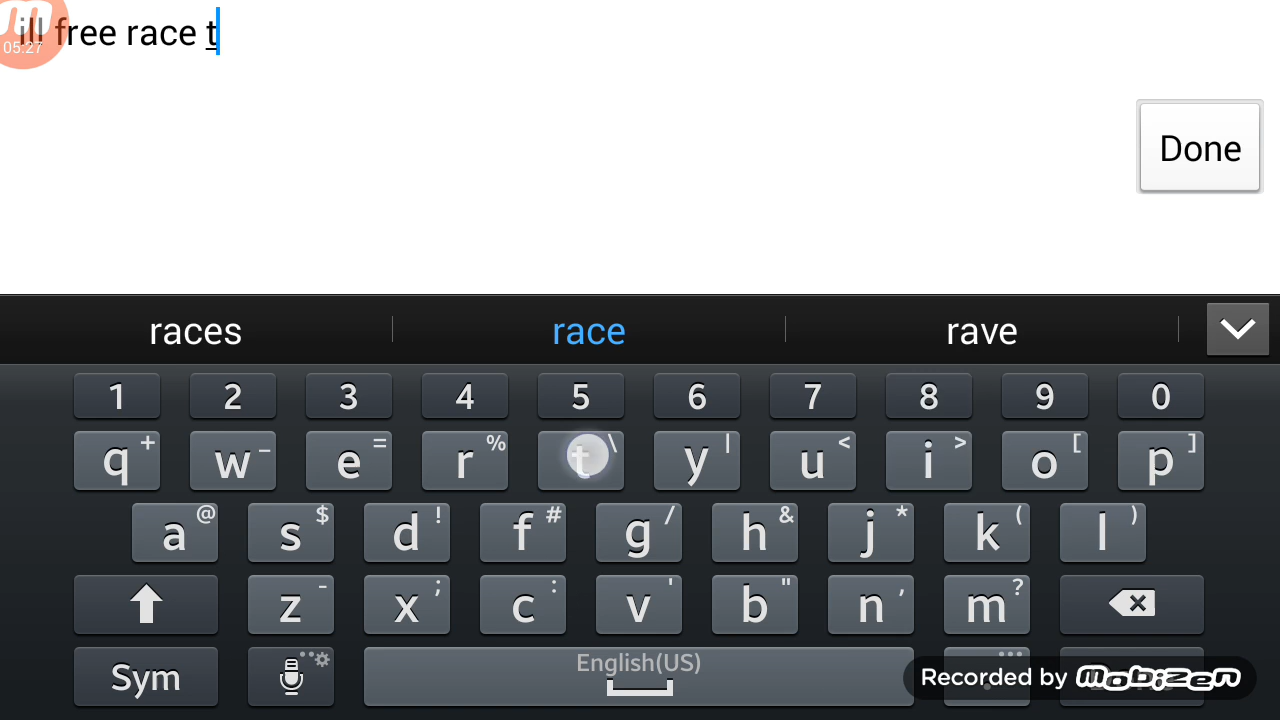 ill free race t
05:27
Done
races race rave
1 2 3 4 5 6 7 8 9 0
q + w _ e = r % t \ y | u < i > o [ p ]
a @ s $ d ! f # g / h & j * k ( l )
z - x ; c : v ' b " n , m ?
Sym English(US)
Recorded by MOBIZEN